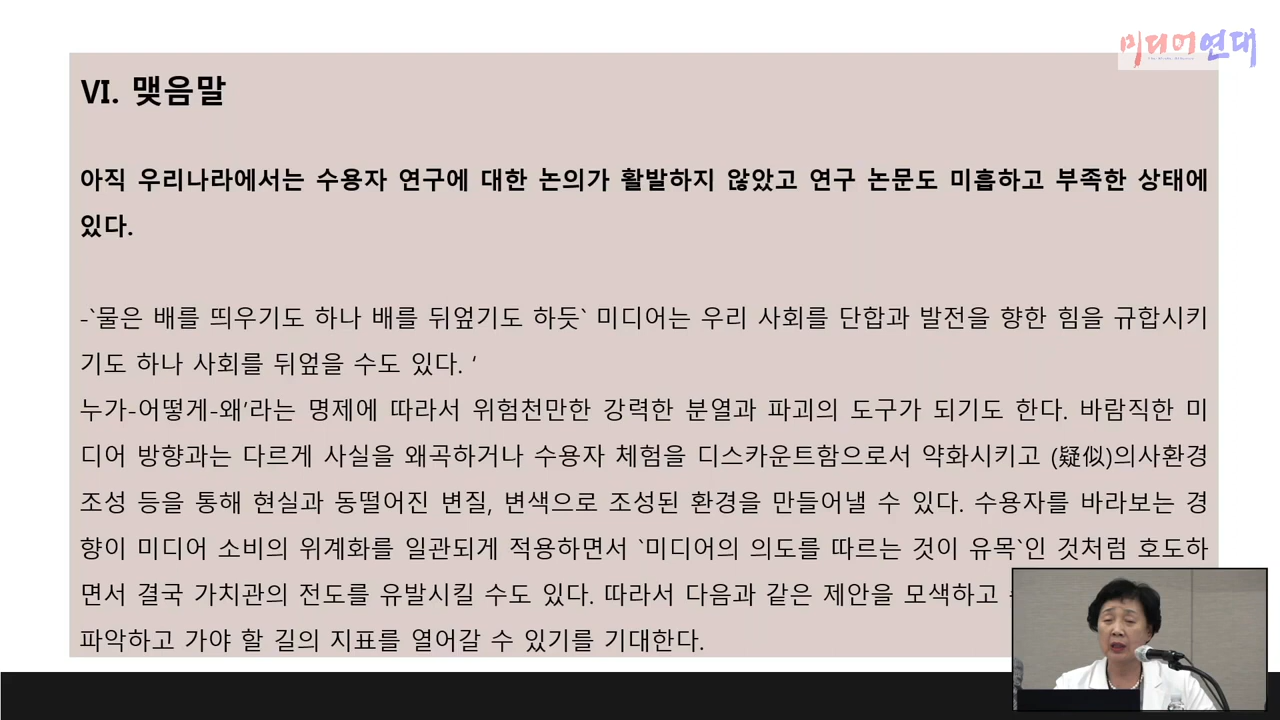 미디어연대
VI. 맺음말
아직 우리나라에서는 수용자 연구에 대한 논의가 활발하지 않았고 연구 논문도 미흡하고 부족한 상태에
있다.
-`물은 배를 띄우기도 하나 배를 뒤엎기도 하듯` 미디어는 우리 사회를 단합과 발전을 향한 힘을 규합시키
기도 하나 사회를 뒤엎을 수도 있다. ‘
누가-어떻게-왜’라는 명제에 따라서 위험천만한 강력한 분열과 파괴의 도구가 되기도 한다. 바람직한 미
디어 방향과는 다르게 사실을 왜곡하거나 수용자 체험을 디스카운트함으로서 약화시키고 (疑似)의사환경
조성 등을 통해 현실과 동떨어진 변질, 변색으로 조성된 환경을 만들어낼 수 있다. 수용자를 바라보는 경
향이 미디어 소비의 위계화를 일관되게 적용하면서 `미디어의 의도를 따르는 것이 유목`인 것처럼 호도하
면서 결국 가치관의 전도를 유발시킬 수도 있다. 따라서 다음과 같은 제안을 모색하고
파악하고 가야 할 길의 지표를 열어갈 수 있기를 기대한다.